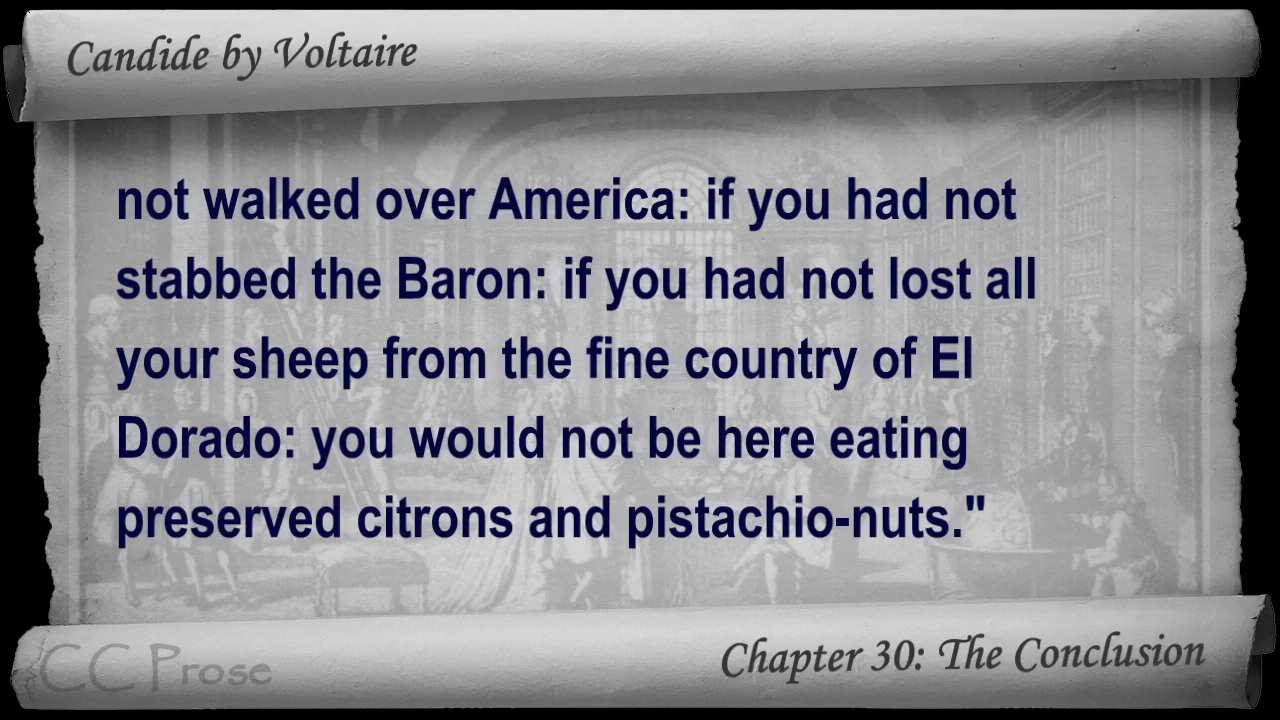 Candide by Voltaire
not walked over America: if you had not
stabbed the Baron: if you had not lost all
your sheep from the fine country of El
Dorado: you would not be here eating
preserved citrons and pistachio-nuts."
CC Prose
Chapter 30: The Conclusion